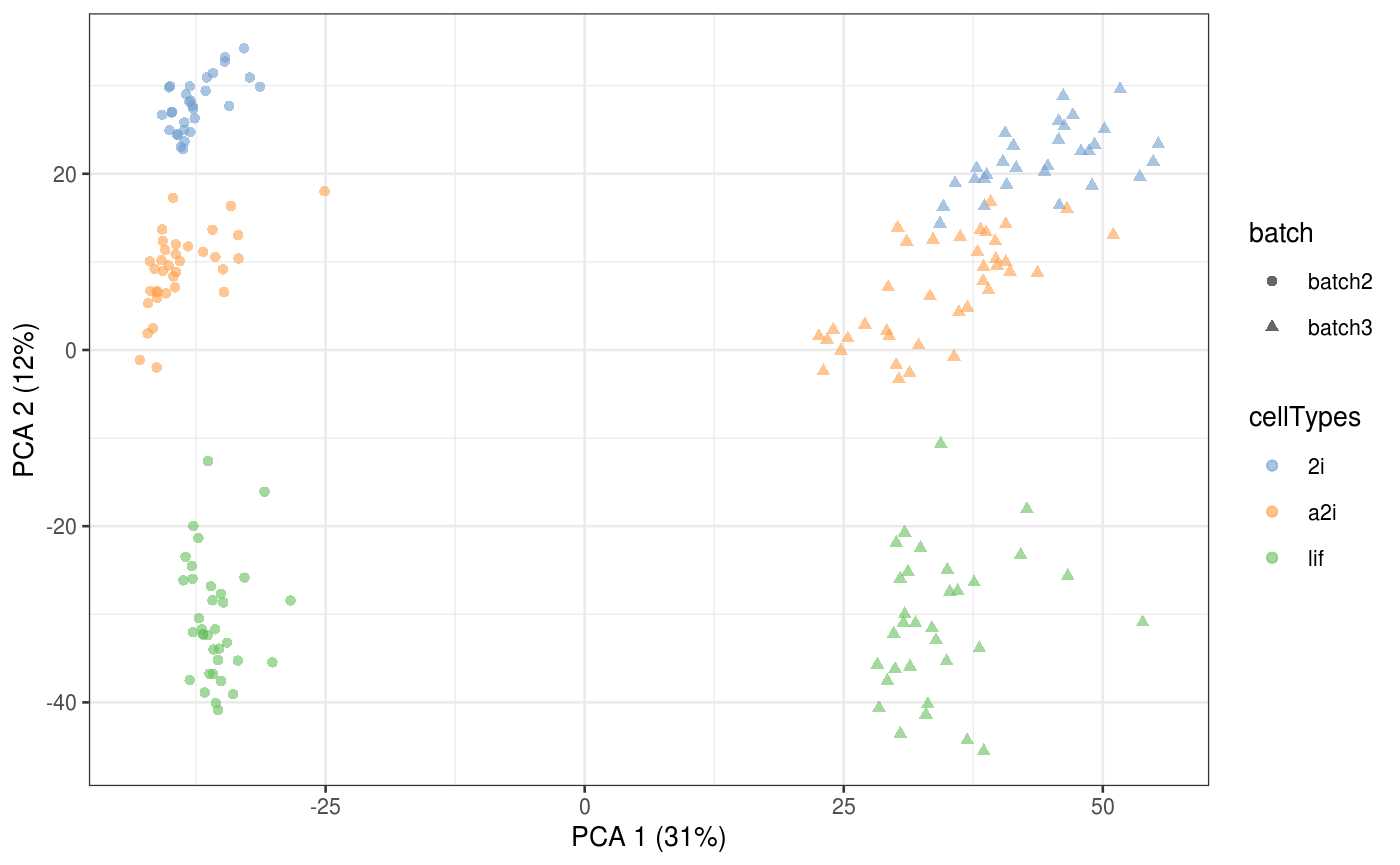 20
0
-20
-40
PCA 2 (12%)
-25
0
25
50
PCA 1 (31%)
batch
batch2
batch3
cellTypes
2i
a2i
lif